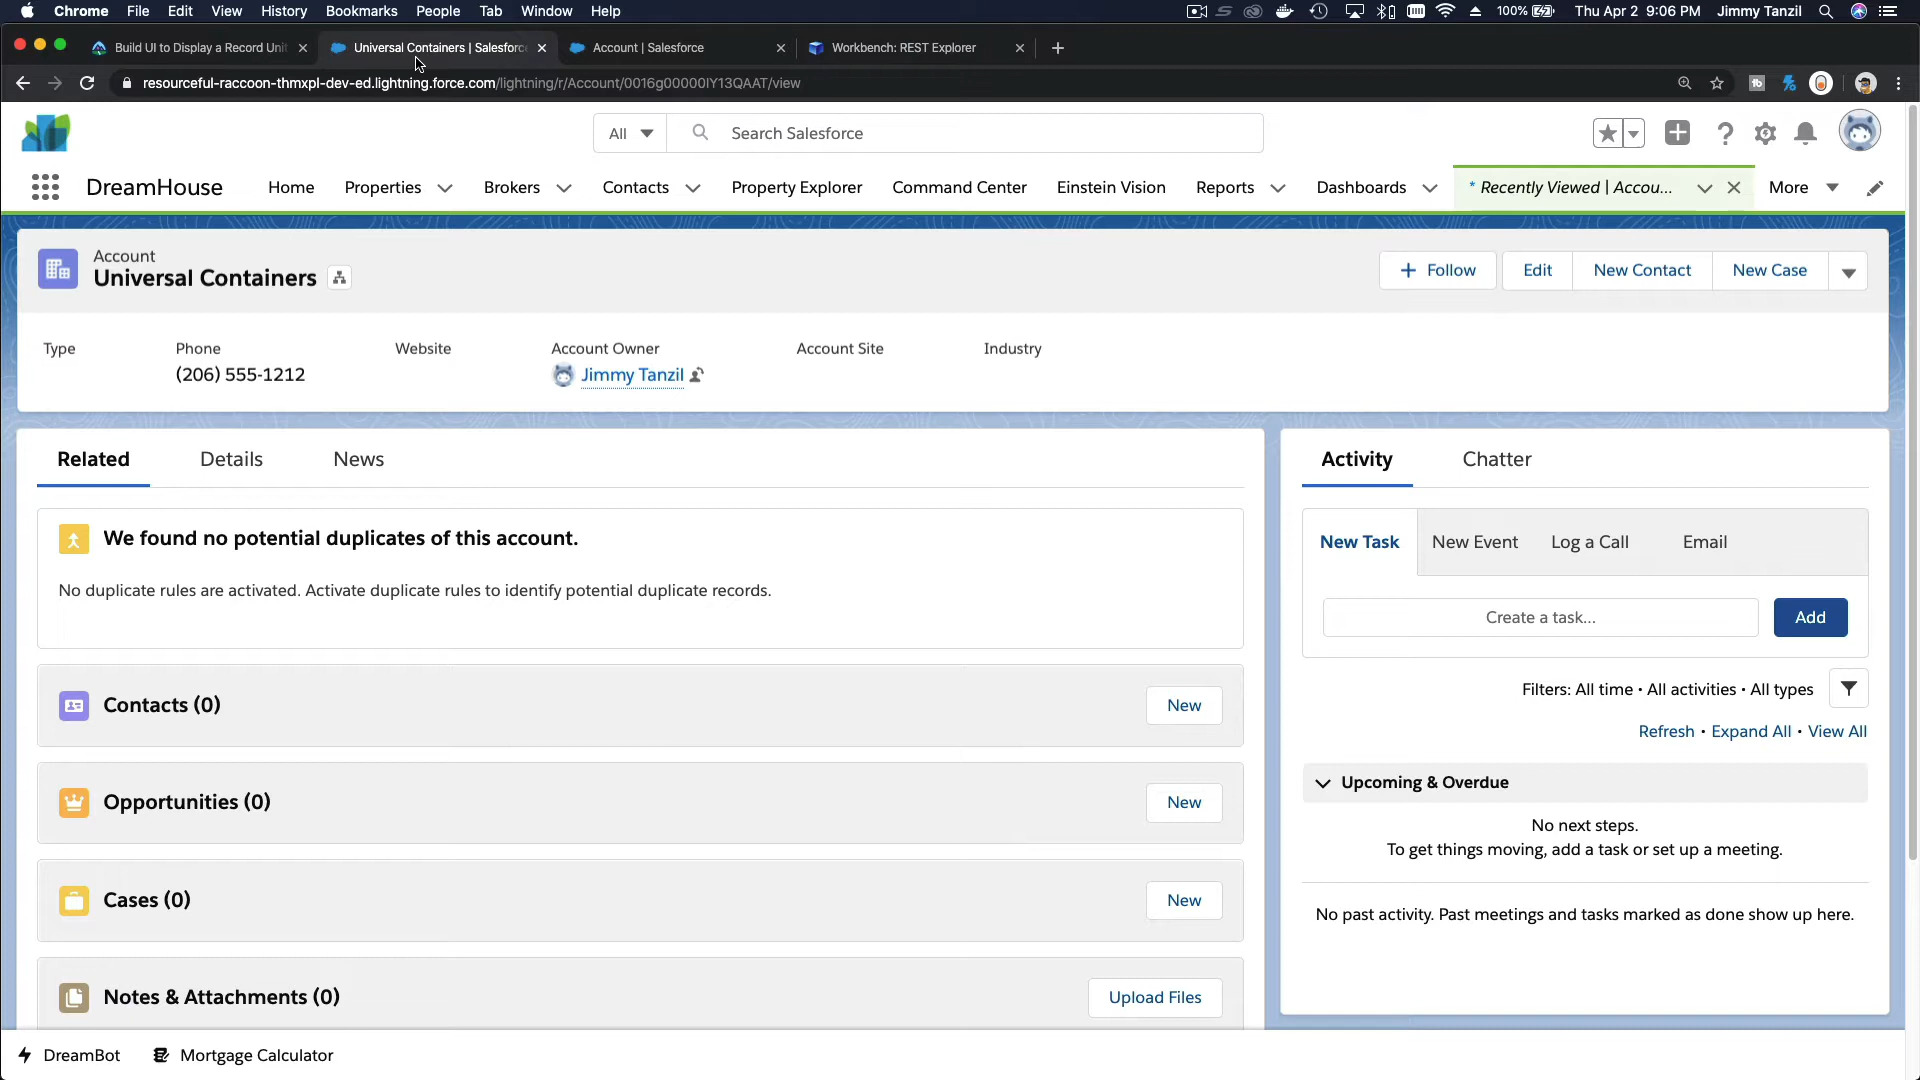 Chrome File Edit View History Bookmarks People Tab Window Help 100% Thu Apr 2 9:06 PM Jimmy Tanzil
Build UI to Display a Record Unit
Universal Containers | Salesforc
Account | Salesforce
Workbench: REST Explorer
resourceful-raccoon-thmxpl-dev-ed.lightning.force.com/lightning/r/Account/0016g00000IY13QAAT/view
All Search Salesforce
DreamHouse Home Properties Brokers Contacts Property Explorer Command Center Einstein Vision Reports Dashboards * Recently Viewed | Accou... More
Account
Universal Containers
+ Follow Edit New Contact New Case
Type Phone Website Account Owner Account Site Industry
(206) 555-1212 Jimmy Tanzil
Related Details News
We found no potential duplicates of this account.
No duplicate rules are activated. Activate duplicate rules to identify potential duplicate records.
Contacts (0) New
Opportunities (0) New
Cases (0) New
Notes & Attachments (0) Upload Files
Activity Chatter
New Task New Event Log a Call Email
Create a task... Add
Filters: All time • All activities • All types
Refresh • Expand All • View All
Upcoming & Overdue
No next steps.
To get things moving, add a task or set up a meeting.
No past activity. Past meetings and tasks marked as done show up here.
DreamBot Mortgage Calculator